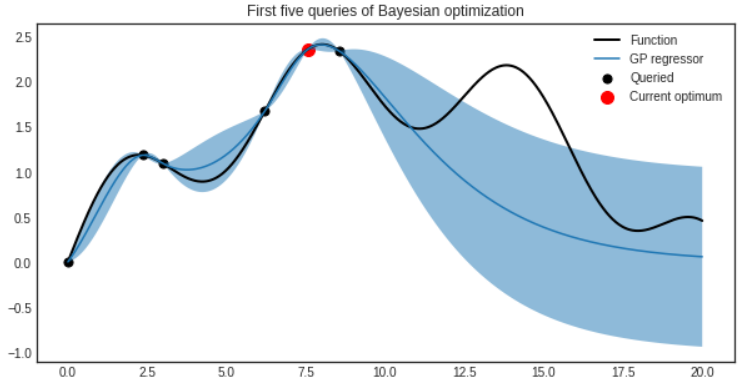 First five queries of Bayesian optimization
Function
GP regressor
Queried
Current optimum
2.5
2.0
1.5
1.0
0.5
0.0
−0.5
−1.0
0.0 2.5 5.0 7.5 10.0 12.5 15.0 17.5 20.0